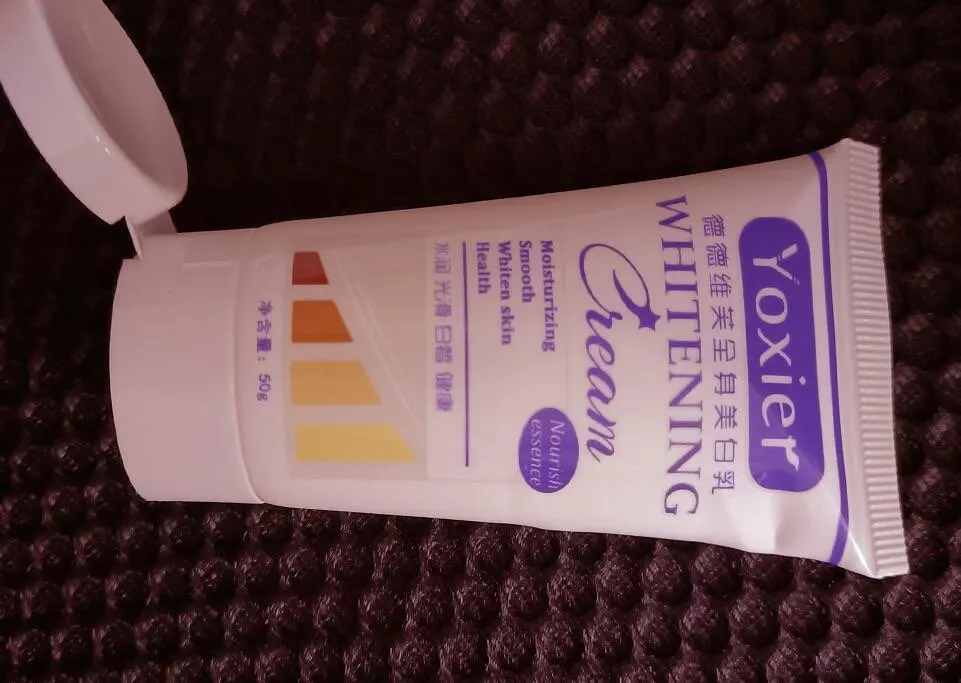 Yoxier
德德维芙全身美白乳
WHITENING
Cream
Nourish
essence
Moisturizing
Smooth
Whiten skin
Health
水润 光滑 白皙 健康
净含量：50g